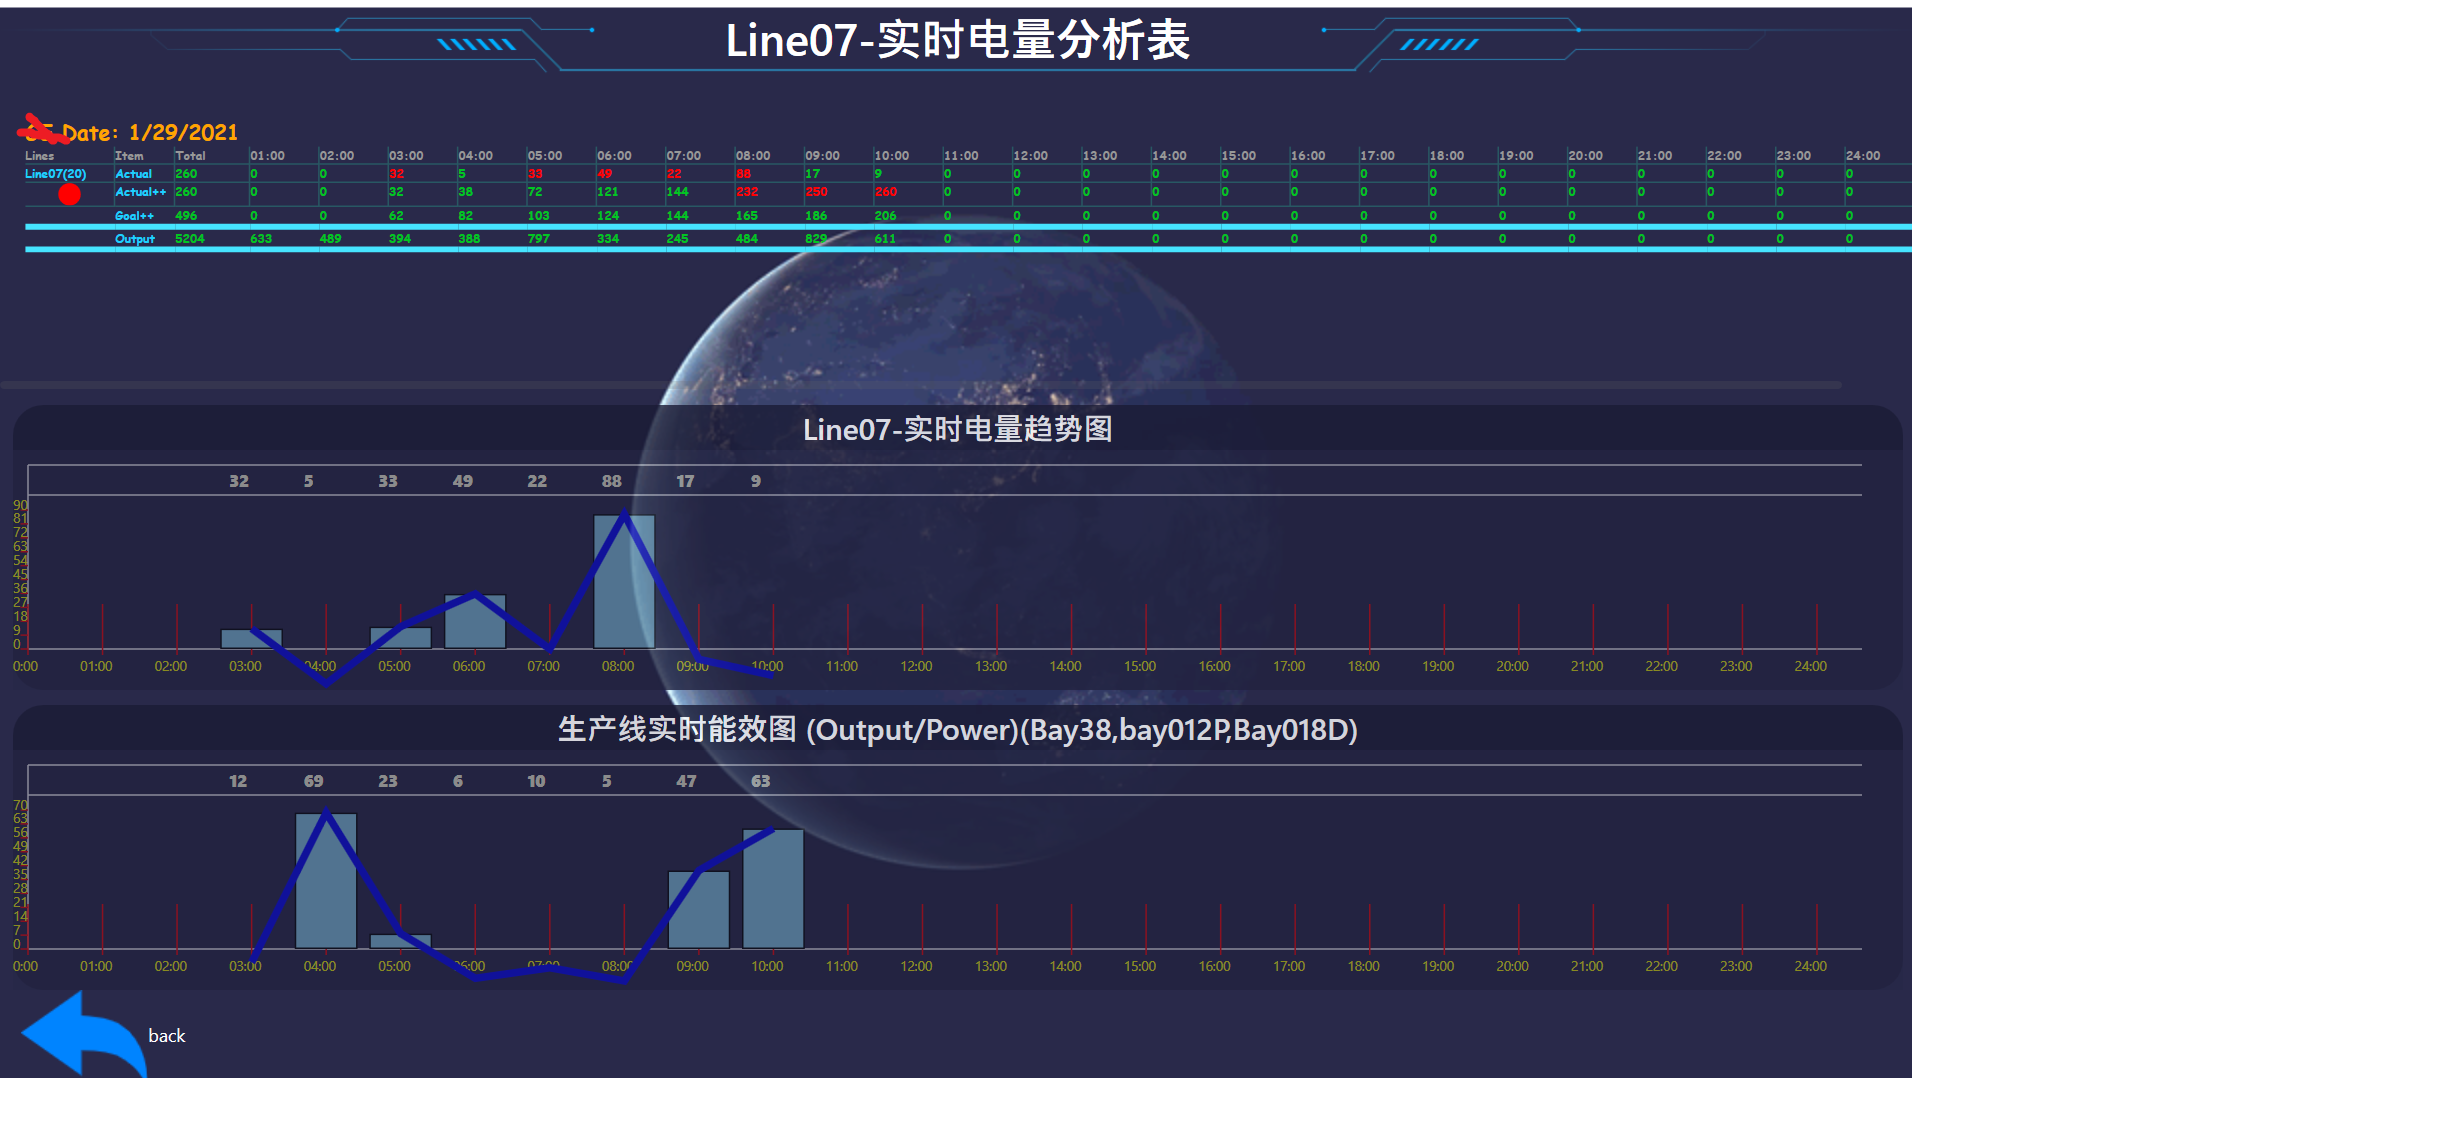 Line07-实时电量分析表
Date: 1/29/2021
Lines Item Total 01:00 02:00 03:00 04:00 05:00 06:00 07:00 08:00 09:00 10:00 11:00 12:00 13:00 14:00 15:00 16:00 17:00 18:00 19:00 20:00 21:00 22:00 23:00 24:00
Line07(20) Actual 260 0 0 32 5 33 49 22 88 17 9 0 0 0 0 0 0 0 0 0 0 0 0 0 0
Actual++ 260 0 0 32 38 72 121 144 232 250 260 0 0 0 0 0 0 0 0 0 0 0 0 0 0
Goal++ 496 0 0 62 82 103 124 144 165 186 206 0 0 0 0 0 0 0 0 0 0 0 0 0 0
Output 5204 633 489 394 388 797 334 245 484 829 611 0 0 0 0 0 0 0 0 0 0 0 0 0 0
Line07-实时电量趋势图
32 5 33 49 22 88 17 9
90
81
72
63
54
45
36
27
18
9
0
0:00 01:00 02:00 03:00 04:00 05:00 06:00 07:00 08:00 09:00 10:00 11:00 12:00 13:00 14:00 15:00 16:00 17:00 18:00 19:00 20:00 21:00 22:00 23:00 24:00
生产线实时能效图 (Output/Power)(Bay38,bay012P,Bay018D)
12 69 23 6 10 5 47 63
70
63
56
49
42
35
28
21
14
7
0
0:00 01:00 02:00 03:00 04:00 05:00 06:00 07:00 08:00 09:00 10:00 11:00 12:00 13:00 14:00 15:00 16:00 17:00 18:00 19:00 20:00 21:00 22:00 23:00 24:00
back